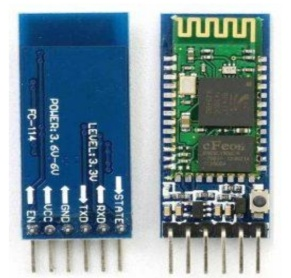 FC-114
POWER: 3.6V-6V
LEVEL: 3.3V
EN
VCC
GND
TXD
RXD
STATE
cFeon